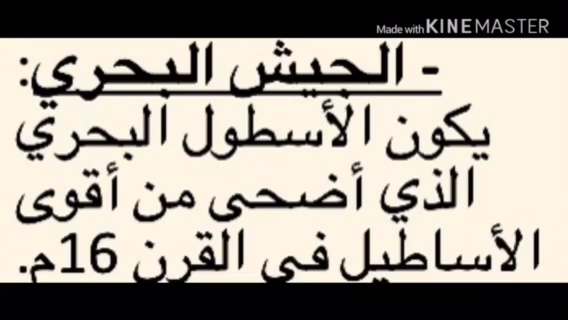 Made with KINEMASTER
- الجيش البحري:
يكون الأسطول البحري
الذي أضحى من أقوى
الأساطيل في القرن 16م.